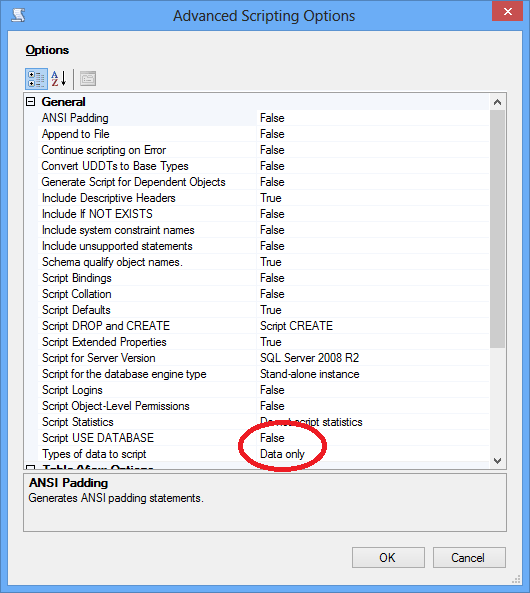 Advanced Scripting Options
Options
General
ANSI Padding False
Append to File False
Continue scripting on Error False
Convert UDDTs to Base Types False
Generate Script for Dependent Objects False
Include Descriptive Headers True
Include If NOT EXISTS False
Include system constraint names False
Include unsupported statements False
Schema qualify object names. True
Script Bindings False
Script Collation False
Script Defaults True
Script DROP and CREATE Script CREATE
Script Extended Properties True
Script for Server Version SQL Server 2008 R2
Script for the database engine type Stand-alone instance
Script Logins False
Script Object-Level Permissions False
Script Statistics Do not script statistics
Script USE DATABASE False
Types of data to script Data only
Table/View Options
ANSI Padding
Generates ANSI padding statements.
OK Cancel